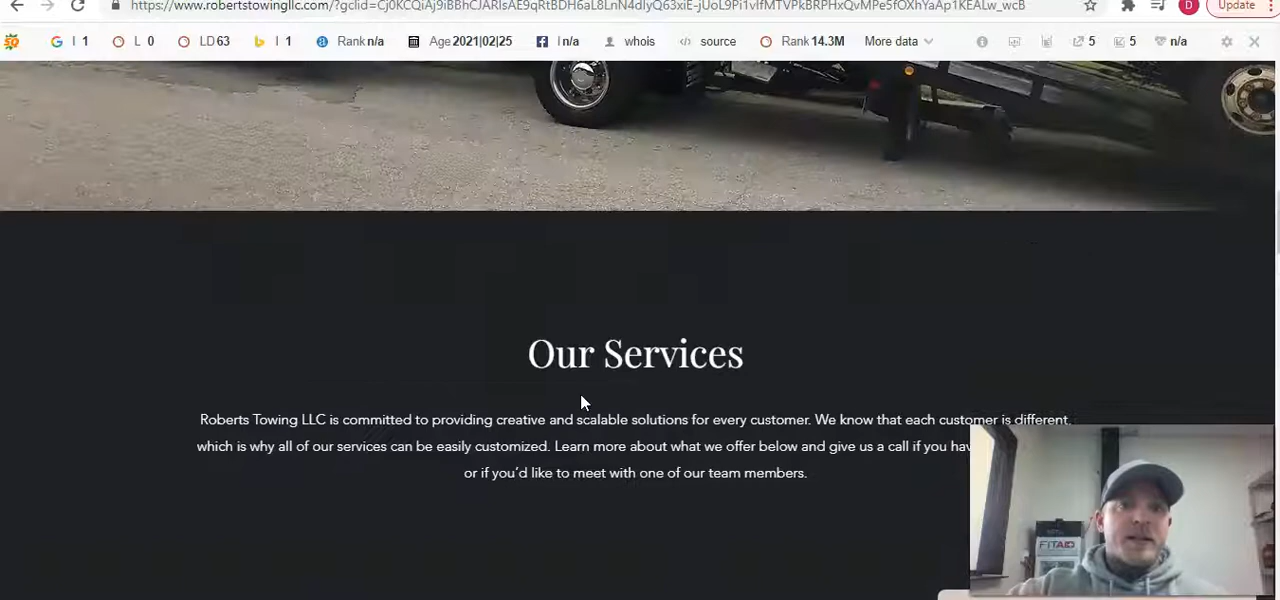 https://www.robertstowingllc.com/?gclid=Cj0KCQiAj9iBBhCJARIsAE9qRtBDH6aL8LnN4dIyQ63xiE-jUoL9Pi1vIfMTVPkBRPHxQvMPe5fOXhYaAp1KEALw_wcB
D
Update
SQ G I 1 L 0 LD 63 b I 1 a Rank n/a Age 2021|02|25 I n/a whois source Rank 14.3M More data 5 5 n/a
Our Services
Roberts Towing LLC is committed to providing creative and scalable solutions for every customer. We know that each customer is different,
which is why all of our services can be easily customized. Learn more about what we offer below and give us a call if you
or if you'd like to meet with one of our team members.
FITAID